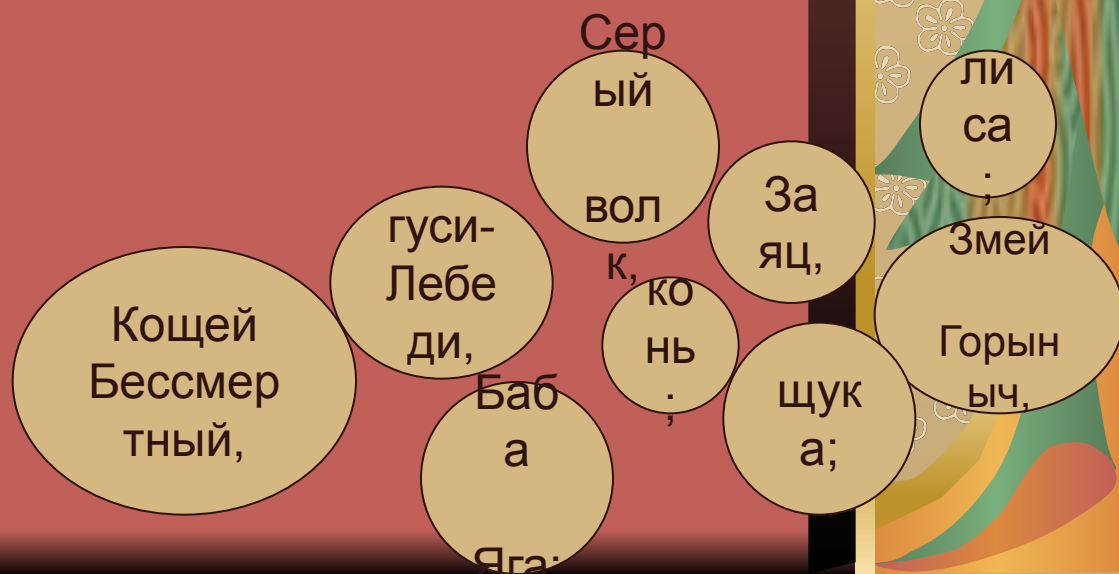 Кощей
Бессмер
тный,
гуси-
Лебе
ди,
Сер
ый
вол
к,
Баб
а
Яга;
ко
нь
;
За
яц,
щук
а;
ли
са
;
Змей
Горын
ыч,